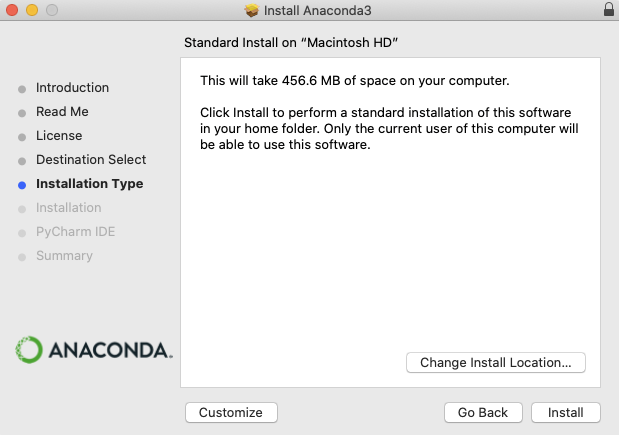 Install Anaconda3
Standard Install on “Macintosh HD”
Introduction
Read Me
License
Destination Select
Installation Type
Installation
PyCharm IDE
Summary
ANACONDA.
This will take 456.6 MB of space on your computer.
Click Install to perform a standard installation of this software
in your home folder. Only the current user of this computer will
be able to use this software.
Change Install Location...
Customize
Go Back
Install